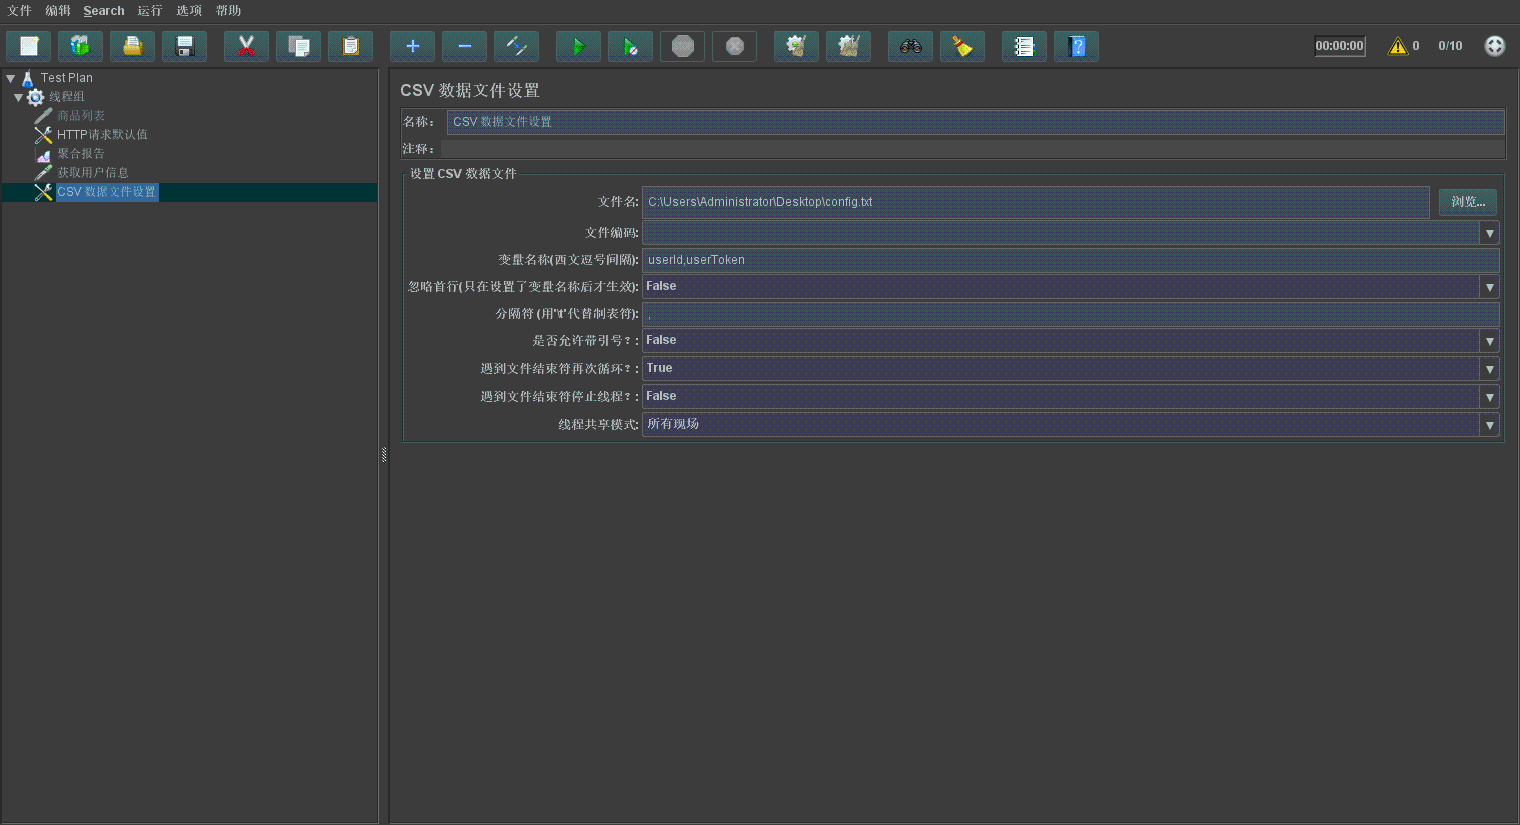 文件 编辑 Search 运行 选项 帮助
00:00:00 0 0/10
Test Plan
线程组
商品列表
HTTP请求默认值
聚合报告
获取用户信息
CSV 数据文件设置
CSV 数据文件设置
名称： CSV 数据文件设置
注释：
设置 CSV 数据文件
文件名: C:\Users\Administrator\Desktop\config.txt 浏览...
文件编码:
变量名称(西文逗号间隔): userId,userToken
忽略首行(只在设置了变量名称后才生效): False
分隔符 (用'\t'代替制表符): ,
是否允许带引号？: False
遇到文件结束符再次循环？: True
遇到文件结束符停止线程？: False
线程共享模式: 所有现场